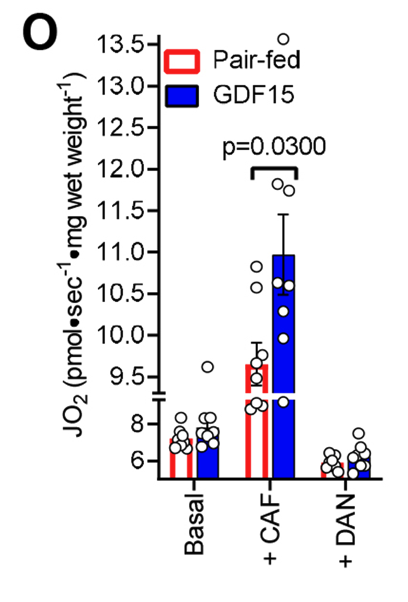 O
Pair-fed
GDF15
p=0.0300
JO2 (pmol•sec-1•mg wet weight-1)
13.5
13.0
12.5
12.0
11.5
11.0
10.5
10.0
9.5
8
6
Basal
+ CAF
+ DAN